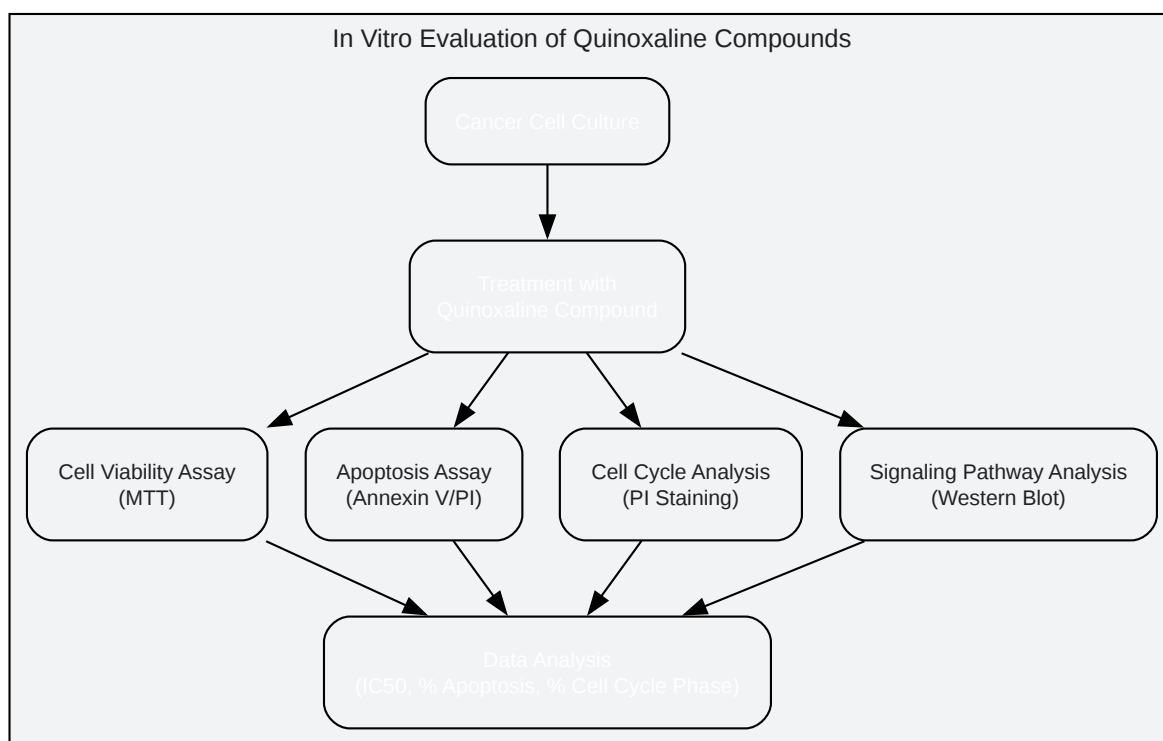 In Vitro Evaluation of Quinoxaline Compounds
Cancer Cell Culture
Treatment with
Quinoxaline Compound
Cell Viability Assay
(MTT)
Apoptosis Assay
(Annexin V/PI)
Cell Cycle Analysis
(PI Staining)
Signaling Pathway Analysis
(Western Blot)
Data Analysis
(IC50, % Apoptosis, % Cell Cycle Phase)